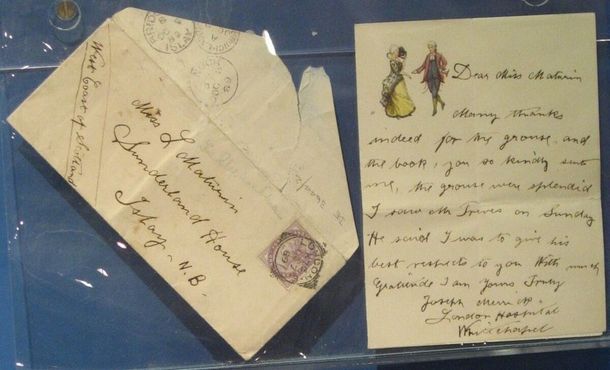 West Coast of Scotland
Miss L Maturin
Sunderland House
Islay. N.B.
Dear Miss Maturin
Many thanks
indeed for the grouse and
the book, you so kindly sent
me, the grouse were splendid
I saw Mr Treves on Sunday
He said I was to give his
best respects to you With much
Gratitude I am Yours Truly
Joseph Merrick
London Hospital
Whitechapel